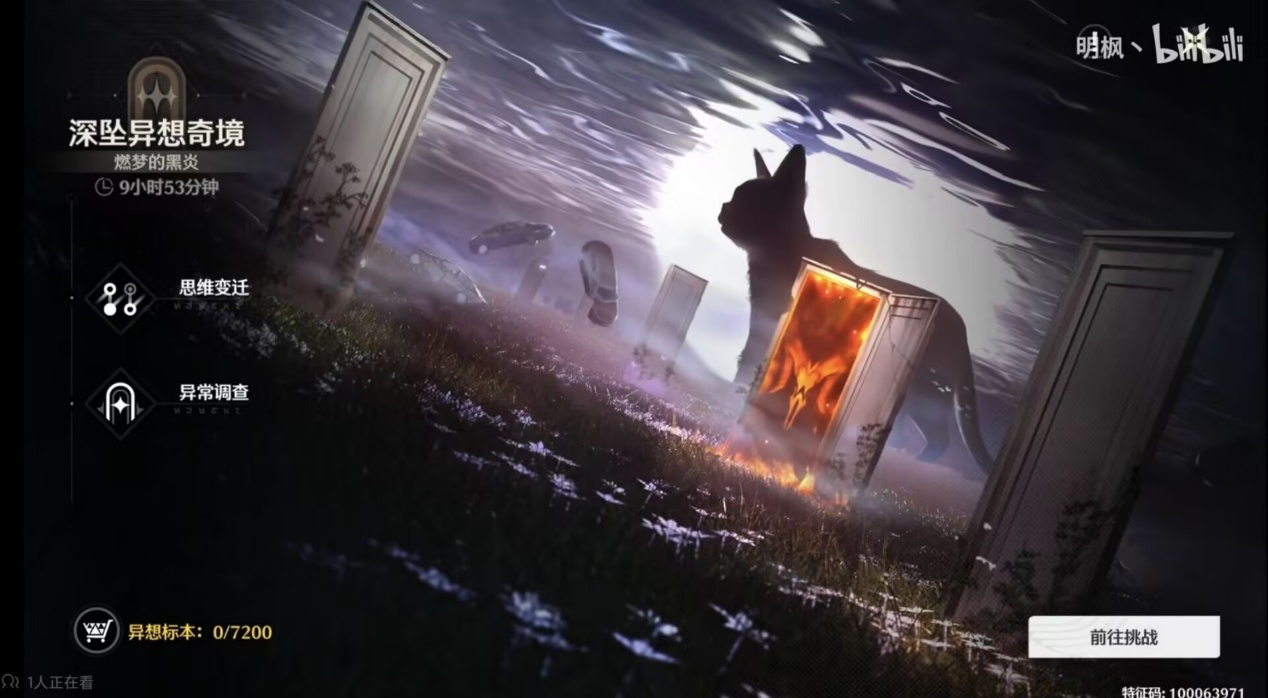 明枫丶 bilibili
深坠异想奇境
燃梦的黑炎
9小时53分钟
思维变迁
异常调查
异想标本：0/7200
前往挑战
1人正在看
特征码: 100063971